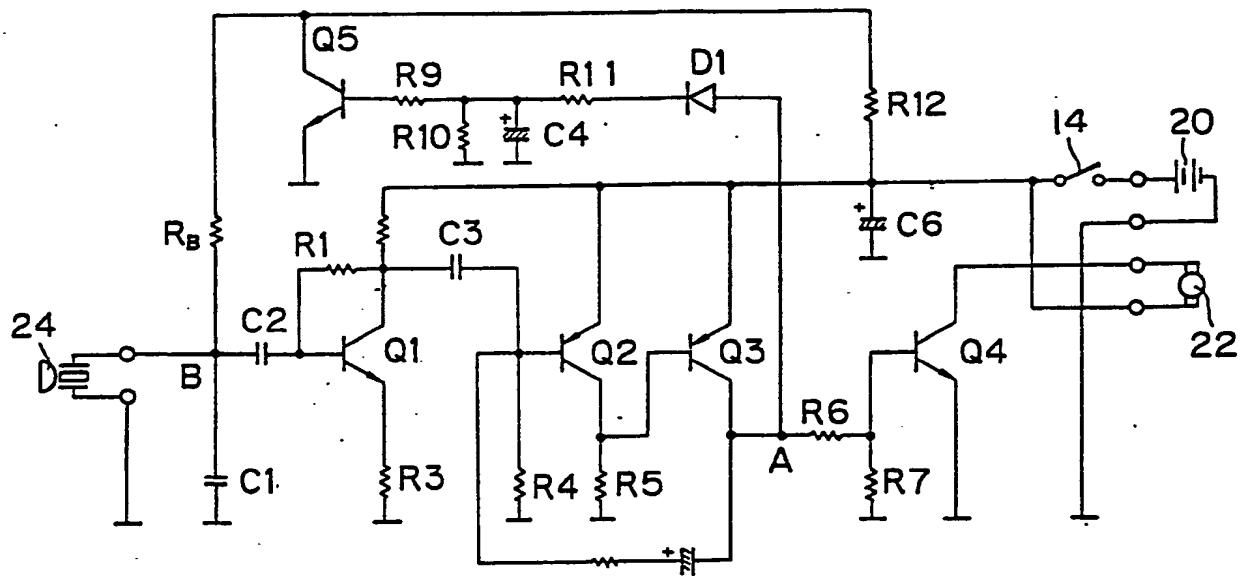 Q5
R9
R11
D1
R12
14
20
R10
+
C4
RB
R1
C3
+
C6
24
C2
B
Q1
Q2
Q3
Q4
22
R6
A
C1
R3
R4
R5
R7
+